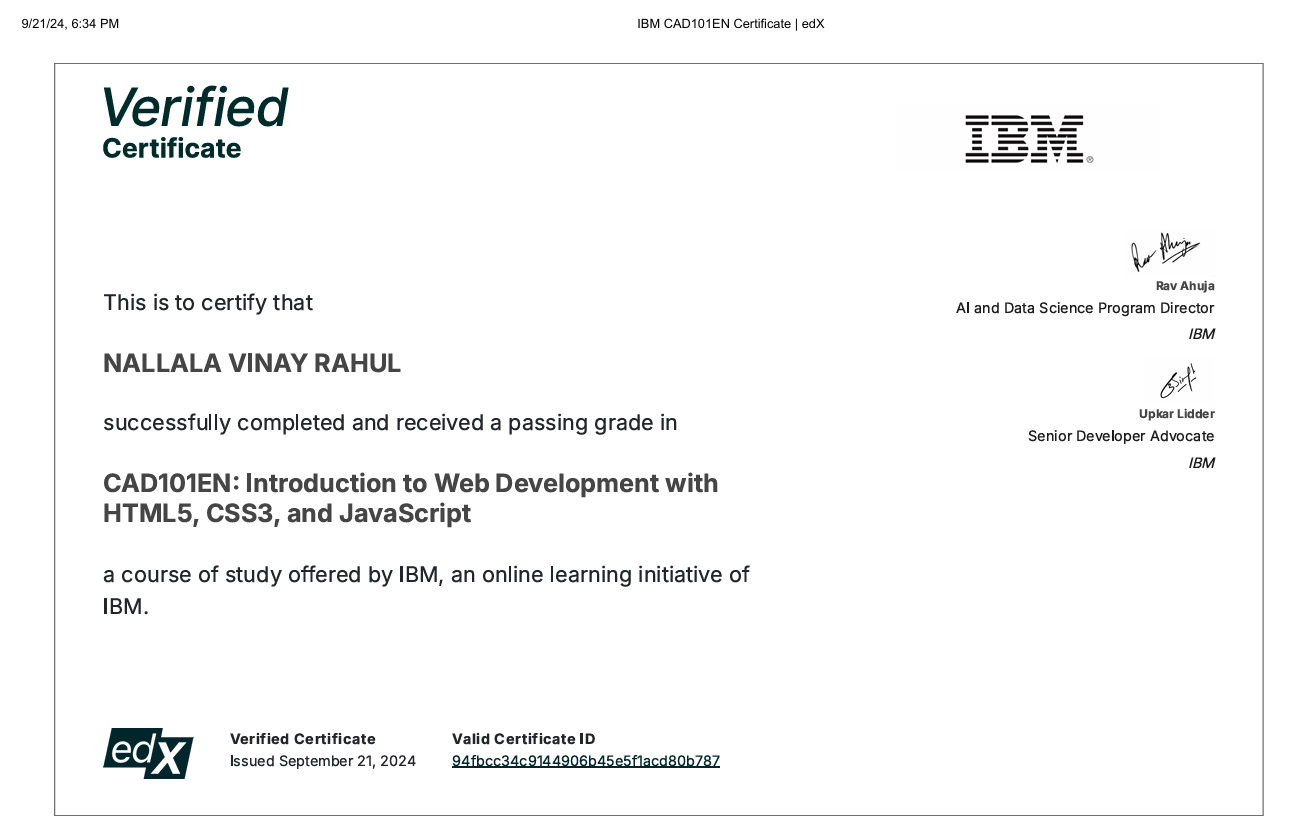 9/21/24, 6:34 PM
IBM CAD101EN Certificate | edX
Verified
Certificate
IBM®
Rav Ahuja
AI and Data Science Program Director
IBM
Upkar Lidder
Senior Developer Advocate
IBM
This is to certify that
NALLALA VINAY RAHUL
successfully completed and received a passing grade in
CAD101EN: Introduction to Web Development with
HTML5, CSS3, and JavaScript
a course of study offered by IBM, an online learning initiative of
IBM.
edX
Verified Certificate
Issued September 21, 2024
Valid Certificate ID
94fbcc34c9144906b45e5f1acd80b787